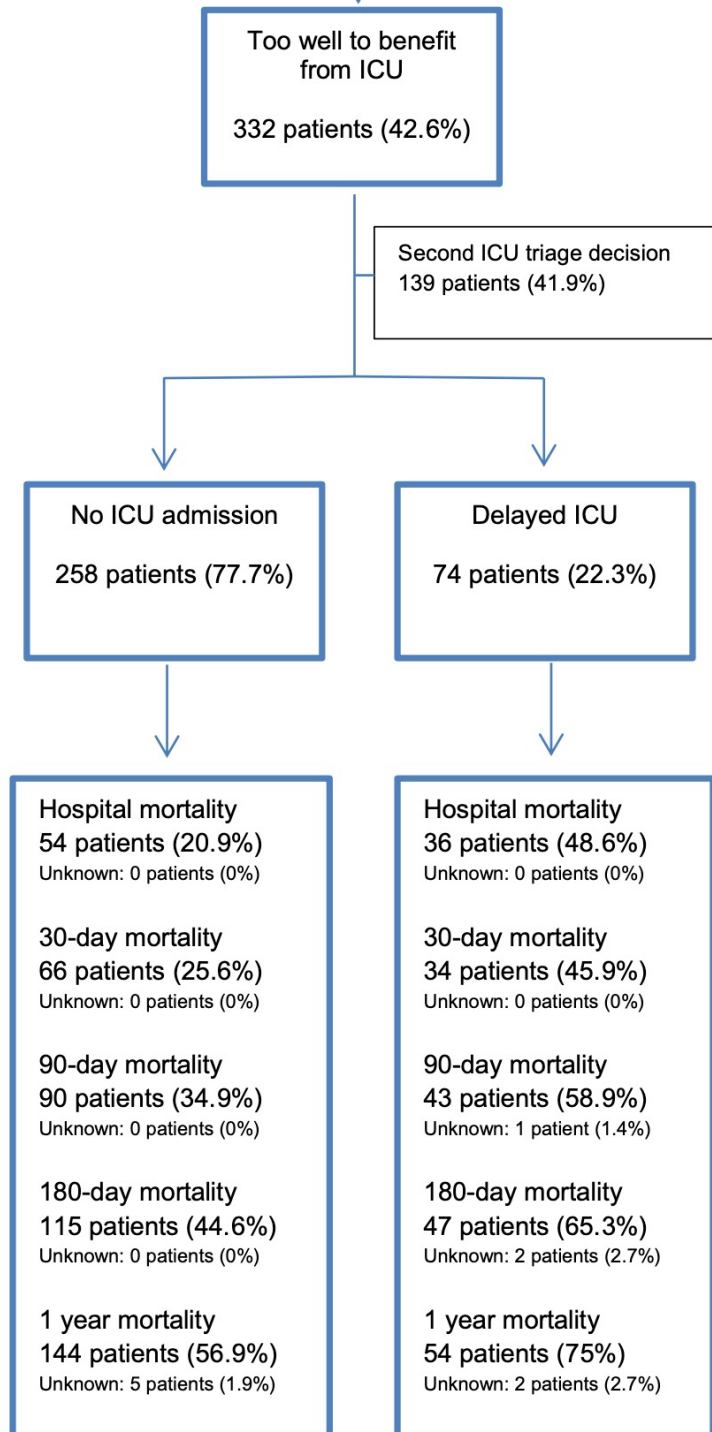 Too well to benefit
from ICU
332 patients (42.6%)
Second ICU triage decision
139 patients (41.9%)
No ICU admission
258 patients (77.7%)
Delayed ICU
74 patients (22.3%)
Hospital mortality
54 patients (20.9%)
Unknown: 0 patients (0%)
30-day mortality
66 patients (25.6%)
Unknown: 0 patients (0%)
90-day mortality
90 patients (34.9%)
Unknown: 0 patients (0%)
180-day mortality
115 patients (44.6%)
Unknown: 0 patients (0%)
1 year mortality
144 patients (56.9%)
Unknown: 5 patients (1.9%)
Hospital mortality
36 patients (48.6%)
Unknown: 0 patients (0%)
30-day mortality
34 patients (45.9%)
Unknown: 0 patients (0%)
90-day mortality
43 patients (58.9%)
Unknown: 1 patient (1.4%)
180-day mortality
47 patients (65.3%)
Unknown: 2 patients (2.7%)
1 year mortality
54 patients (75%)
Unknown: 2 patients (2.7%)